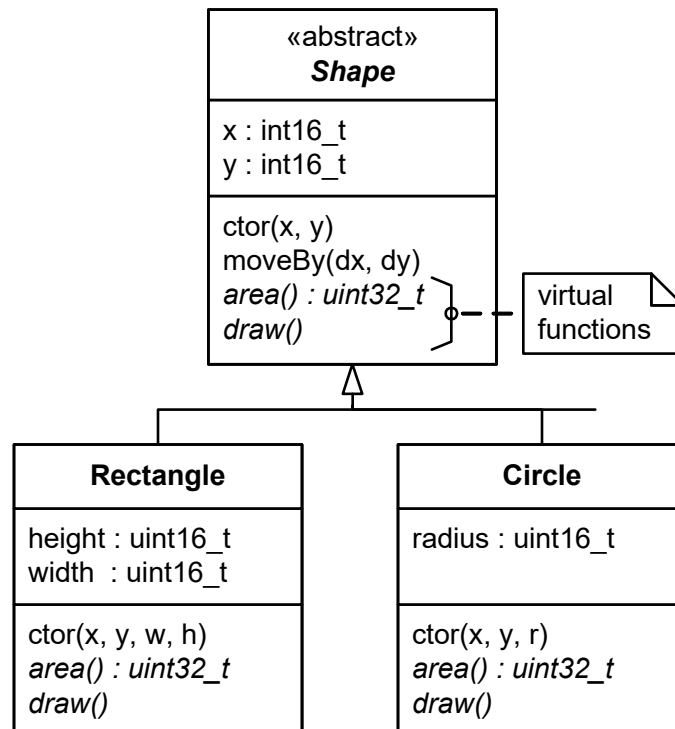 «abstract»
Shape
x : int16_t
y : int16_t
ctor(x, y)
moveBy(dx, dy)
area() : uint32_t
draw()
virtual
functions
Rectangle
height : uint16_t
width : uint16_t
ctor(x, y, w, h)
area() : uint32_t
draw()
Circle
radius : uint16_t
ctor(x, y, r)
area() : uint32_t
draw()